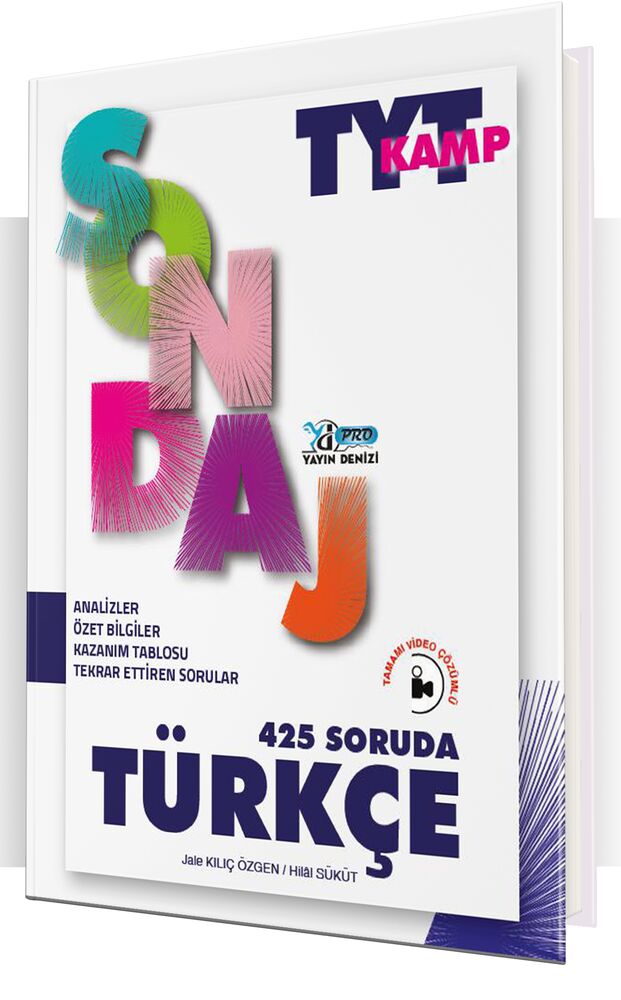 TYT
KAMP
SONDAJ
yd PRO
YAYIN DENİZİ
ANALİZLER
ÖZET BİLGİLER
KAZANIM TABLOSU
TEKRAR ETTİREN SORULAR
TAMAMI VİDEO ÇÖZÜMLÜ
425 SORUDA
TÜRKÇE
Jale KILIÇ ÖZGEN / Hilâl SÜKÜT